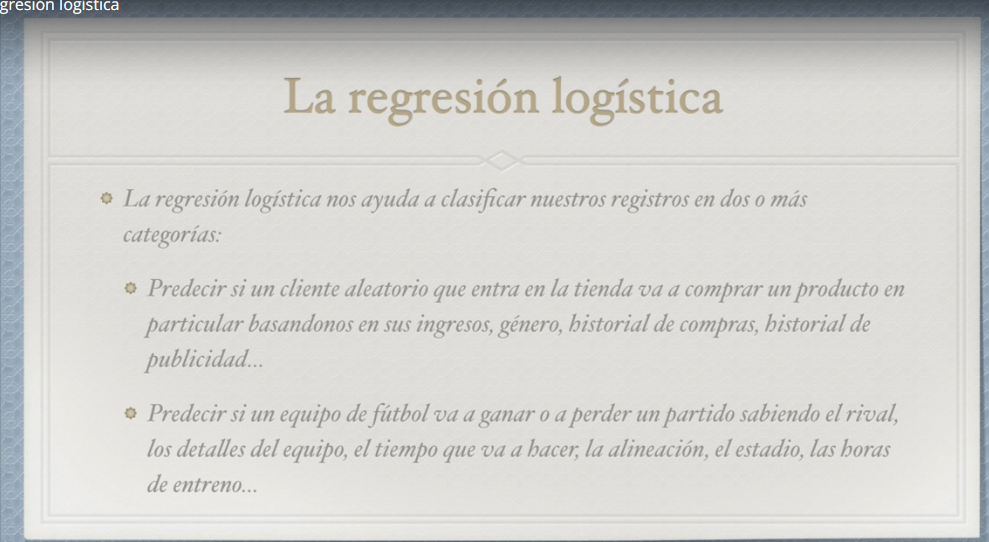 gresión logística
La regresión logística
La regresión logística nos ayuda a clasificar nuestros registros en dos o más
categorías:
Predecir si un cliente aleatorio que entra en la tienda va a comprar un producto en
particular basandonos en sus ingresos, género, historial de compras, historial de
publicidad...
Predecir si un equipo de fútbol va a ganar o a perder un partido sabiendo el rival,
los detalles del equipo, el tiempo que va a hacer, la alineación, el estadio, las horas
de entreno...